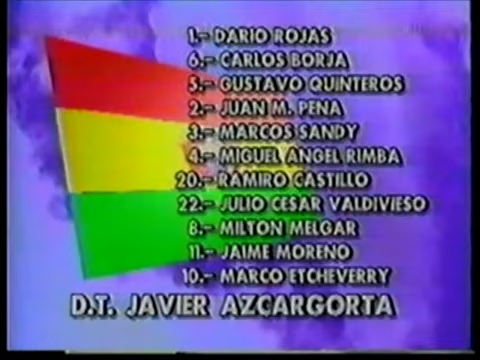 1.- DARIO ROJAS
6.- CARLOS BORJA
5.- GUSTAVO QUINTEROS
2.- JUAN M. PENA
3.- MARCOS SANDY
4.- MIGUEL ANGEL RIMBA
20.- RAMIRO CASTILLO
22.- JULIO CESAR VALDIVIESO
8.- MILTON MELGAR
11.- JAIME MORENO
10.- MARCO ETCHEVERRY
D.T. JAVIER AZCARGORTA